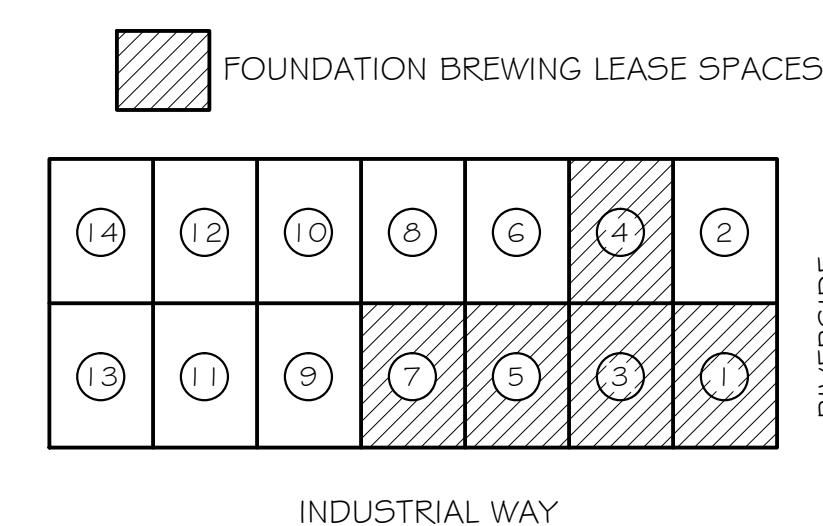 FOUNDATION BREWING LEASE SPACES
14 12 10 8 6 4 2
13 11 9 7 5 3 1
INDUSTRIAL WAY